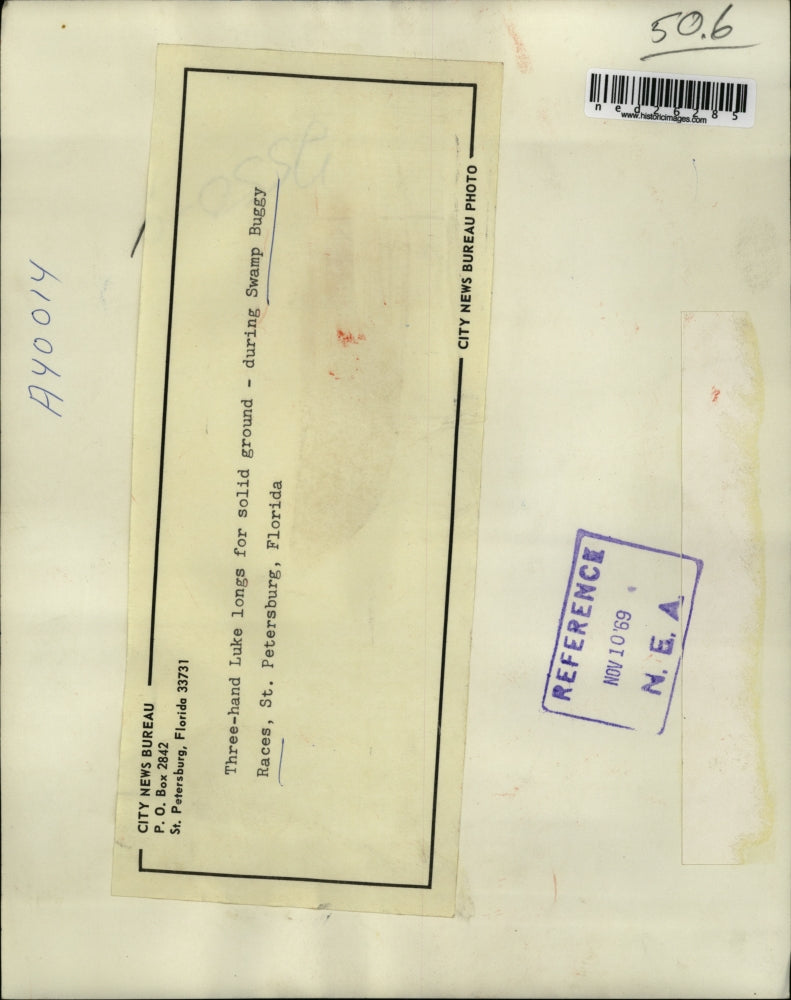 50.6
ned26285
www.historicimages.com
A40014
CITY NEWS BUREAU
P. O. Box 2842
St. Petersburg, Florida 33731
Three-hand Luke longs for solid ground - during Swamp Buggy
Races, St. Petersburg, Florida
CITY NEWS BUREAU PHOTO
REFERENCE
NOV 10 '69
N. E. A.